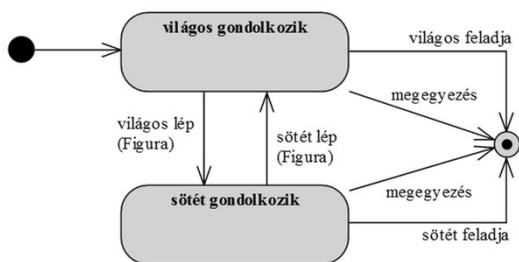 világos gondolkozik
világos feladja
megegyezés
világos lép
(Figura)
sötét lép
(Figura)
megegyezés
sötét gondolkozik
sötét feladja